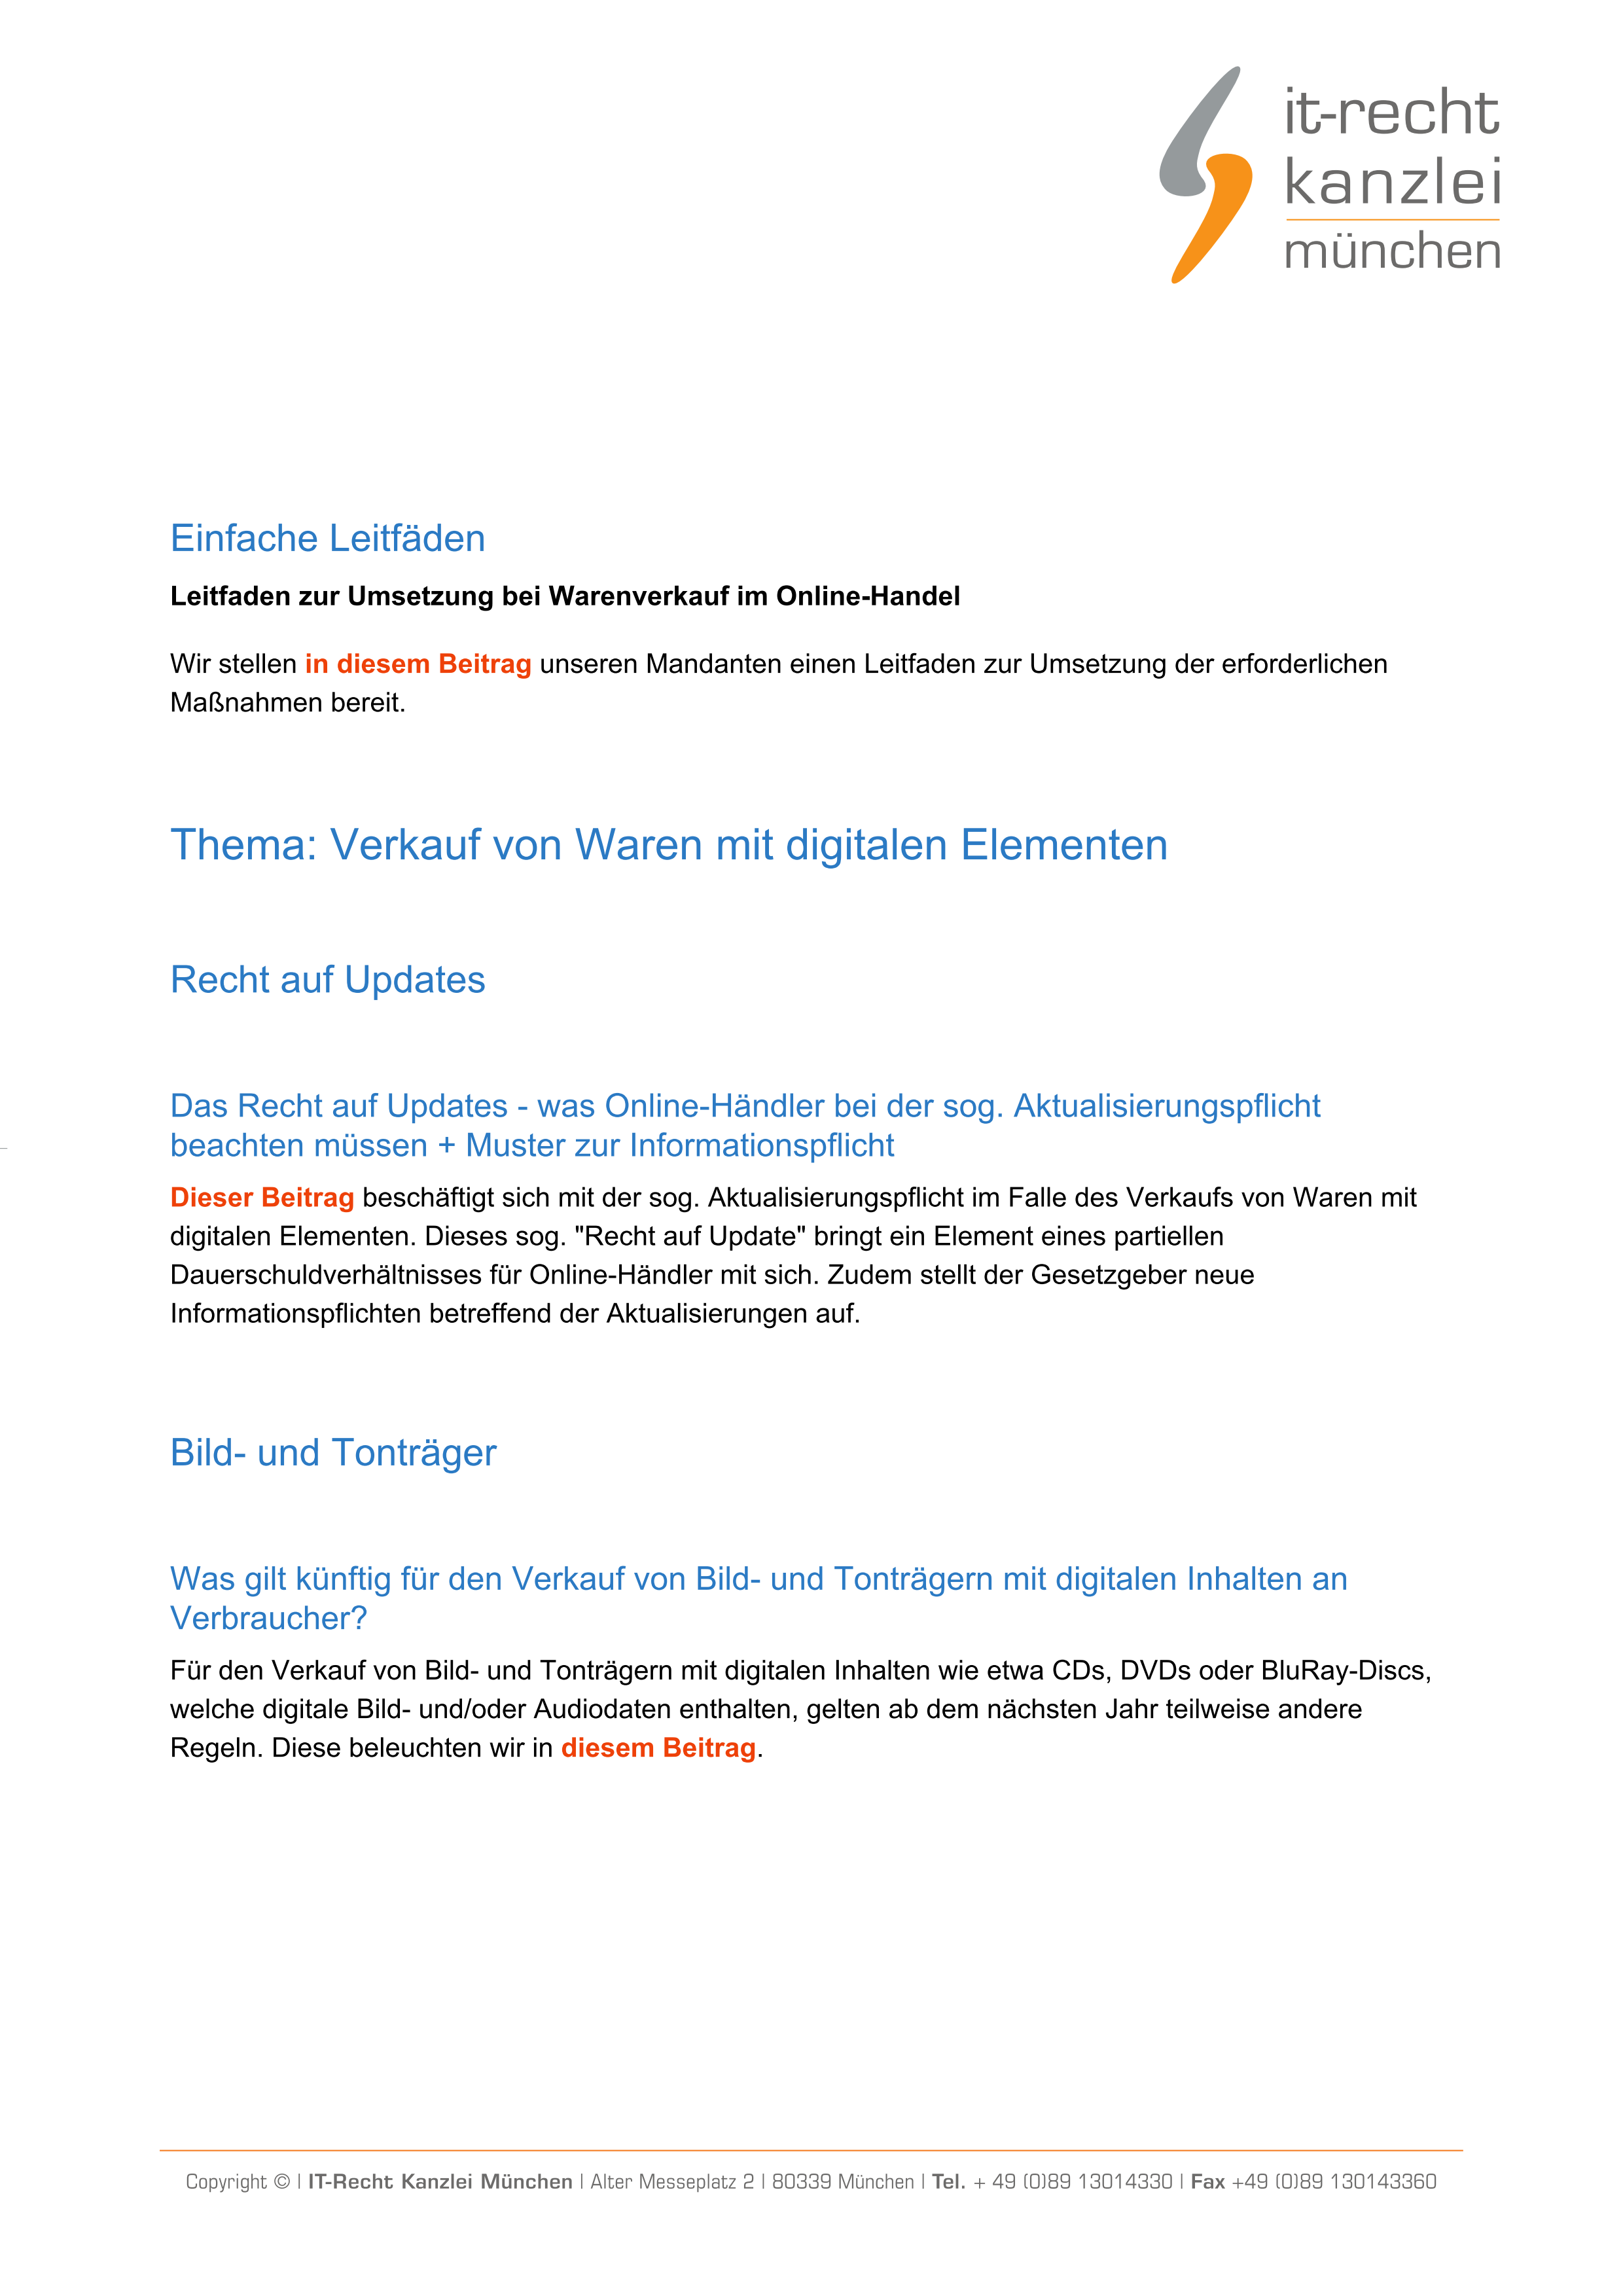 it-recht
kanzlei
münchen
Einfache Leitfäden
Leitfaden zur Umsetzung bei Warenverkauf im Online-Handel
Wir stellen in diesem Beitrag unseren Mandanten einen Leitfaden zur Umsetzung der erforderlichen
Maßnahmen bereit.
Thema: Verkauf von Waren mit digitalen Elementen
Recht auf Updates
Das Recht auf Updates - was Online-Händler bei der sog. Aktualisierungspflicht
beachten müssen + Muster zur Informationspflicht
Dieser Beitrag beschäftigt sich mit der sog. Aktualisierungspflicht im Falle des Verkaufs von Waren mit
digitalen Elementen. Dieses sog. "Recht auf Update" bringt ein Element eines partiellen
Dauerschuldverhältnisses für Online-Händler mit sich. Zudem stellt der Gesetzgeber neue
Informationspflichten betreffend der Aktualisierungen auf.
Bild- und Tonträger
Was gilt künftig für den Verkauf von Bild- und Tonträgern mit digitalen Inhalten an
Verbraucher?
Für den Verkauf von Bild- und Tonträgern mit digitalen Inhalten wie etwa CDs, DVDs oder BluRay-Discs,
welche digitale Bild- und/oder Audiodaten enthalten, gelten ab dem nächsten Jahr teilweise andere
Regeln. Diese beleuchten wir in diesem Beitrag.
Copyright © | IT-Recht Kanzlei München | Alter Messeplatz 2 | 80339 München | Tel. + 49 (0)89 13014330 | Fax +49 (0)89 130143360